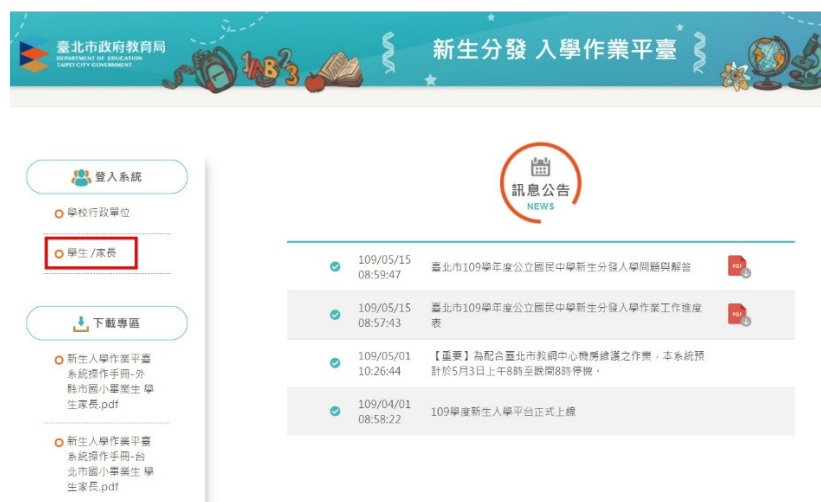 臺北市政府教育局
DEPARTMENT OF EDUCATION
TAIPEI CITY GOVERNMENT
1 2 3
A B
新生分發 入學作業平臺
登入系統
學校行政單位
學生 /家長
下載專區
新生入學作業平臺
系統操作手冊-外
縣市國小畢業生 學
生家長.pdf
新生入學作業平臺
系統操作手冊-台
北市國小畢業生 學
生家長.pdf
訊息公告
NEWS
109/05/15
08:59:47
臺北市109學年度公立國民中學新生分發入學問題與解答
PDF
109/05/15
08:57:43
臺北市109學年度公立國民中學新生分發入學作業工作進度
表
PDF
109/05/01
10:26:44
【重要】為配合臺北市教網中心機房維護之作業，本系統預
計於5月3日上午8時至晚間8時停機。
109/04/01
08:58:22
109學度新生入學平台正式上線